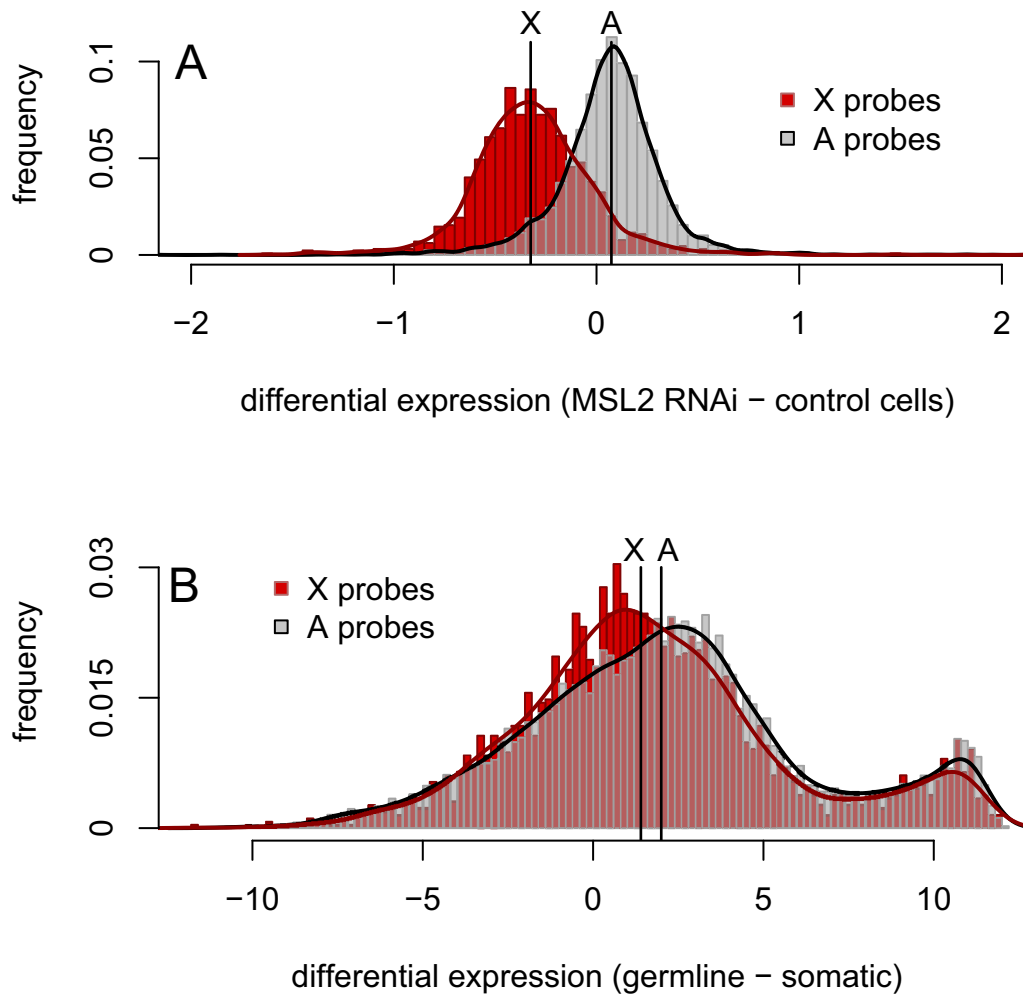 X A
A
X probes
A probes
frequency
0 0.05 0.1
−2 −1 0 1 2
differential expression (MSL2 RNAi − control cells)
X A
B
X probes
A probes
frequency
0 0.015 0.03
−10 −5 0 5 10
differential expression (germline − somatic)